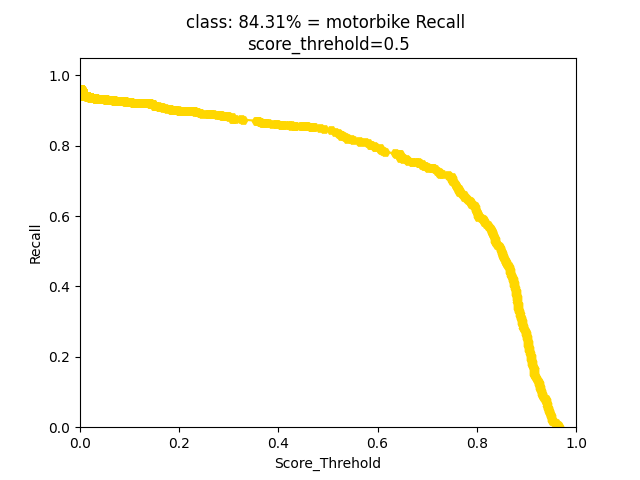 class: 84.31% = motorbike Recall
score_threhold=0.5
Recall
1.0
0.8
0.6
0.4
0.2
0.0
0.0 0.2 0.4 0.6 0.8 1.0
Score_Threhold